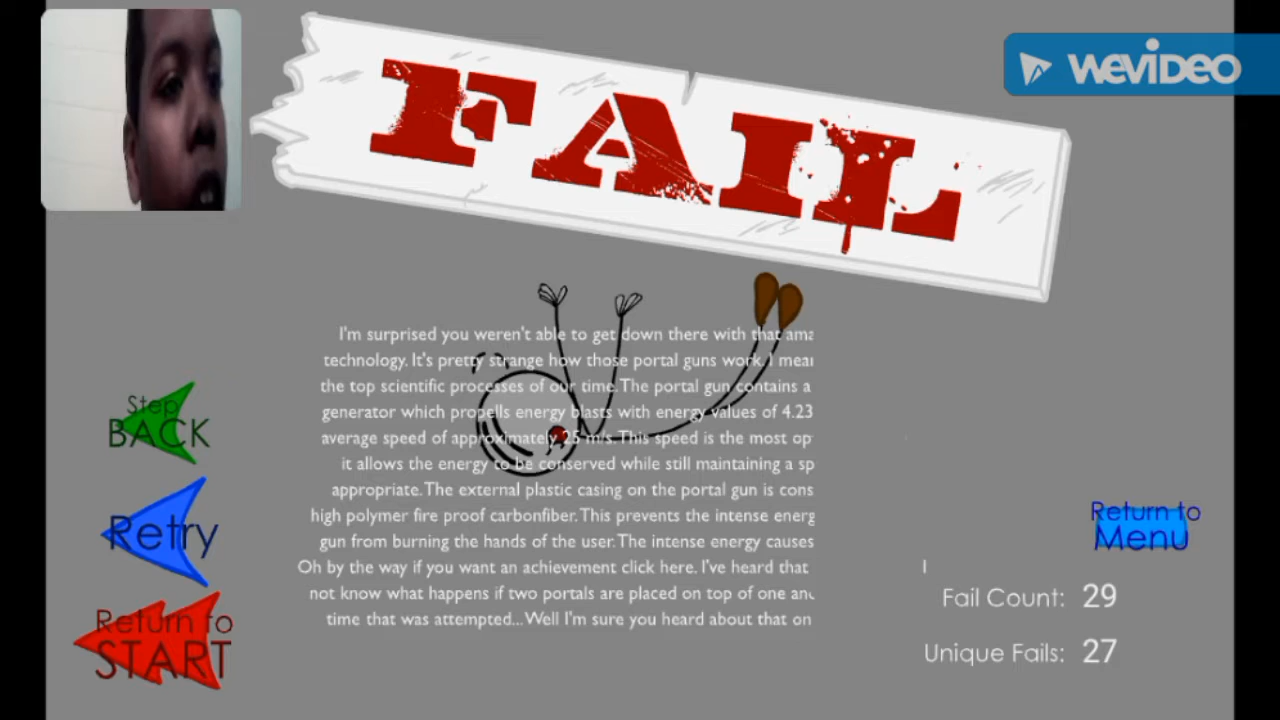 WEVIDEO
FAIL
I'm surprised you weren't able to get down there with that ama
technology. It's pretty strange how those portal guns work. I mean
the top scientific processes of our time. The portal gun contains a
generator which propells energy blasts with energy values of 4.23
average speed of approximately 25 m/s. This speed is the most op
it allows the energy to be conserved while still maintaining a sp
appropriate. The external plastic casing on the portal gun is cons
high polymer fire proof carbonfiber. This prevents the intense energ
gun from burning the hands of the user. The intense energy causes
Oh by the way if you want an achievement click here. I've heard that
not know what happens if two portals are placed on top of one and
time that was attempted... Well I'm sure you heard about that on
Step
BACK
Retry
Return to
START
Return to
Menu
Fail Count: 29
Unique Fails: 27